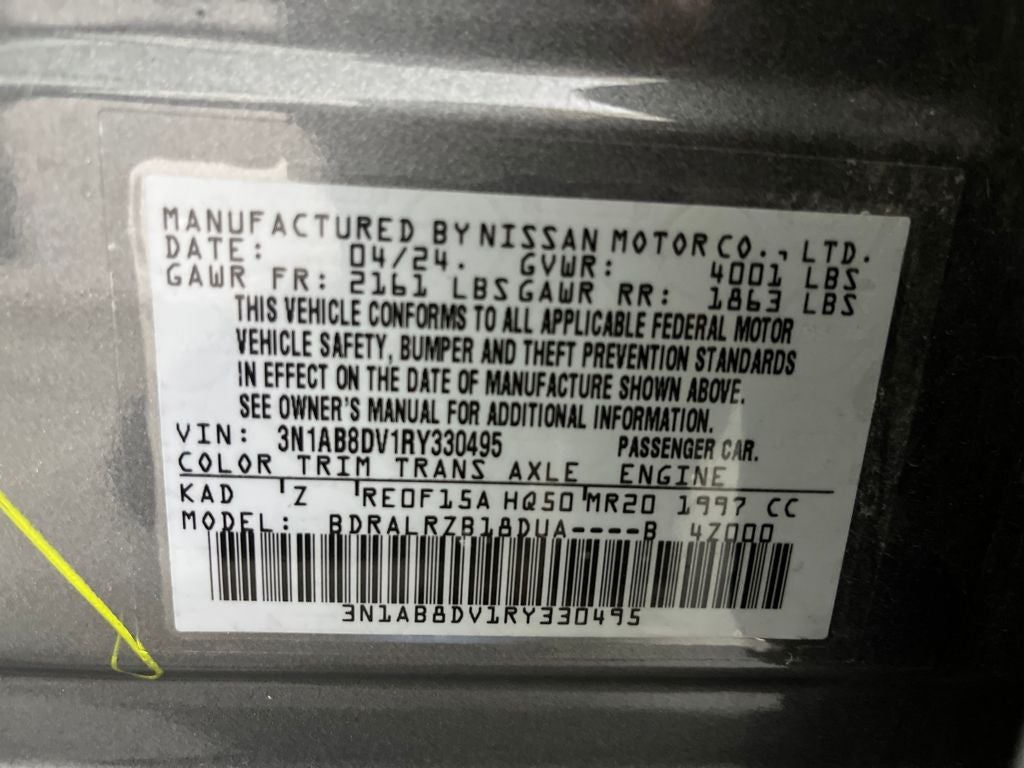 MANUFACTURED BY NISSAN MOTOR CO., LTD.
DATE: 04/24. GVWR: 4001 LBS
GAWR FR: 2161 LBS GAWR RR: 1863 LBS
THIS VEHICLE CONFORMS TO ALL APPLICABLE FEDERAL MOTOR
VEHICLE SAFETY, BUMPER AND THEFT PREVENTION STANDARDS
IN EFFECT ON THE DATE OF MANUFACTURE SHOWN ABOVE.
SEE OWNER'S MANUAL FOR ADDITIONAL INFORMATION.
VIN: 3N1AB8DV1RY330495 PASSENGER CAR.
COLOR TRIM TRANS AXLE ENGINE
KAD Z RE0F15A HQ50 MR20 1997 CC
MODEL: BDRALRZB18DUA----B 4Z000
3N1AB8DV1RY330495